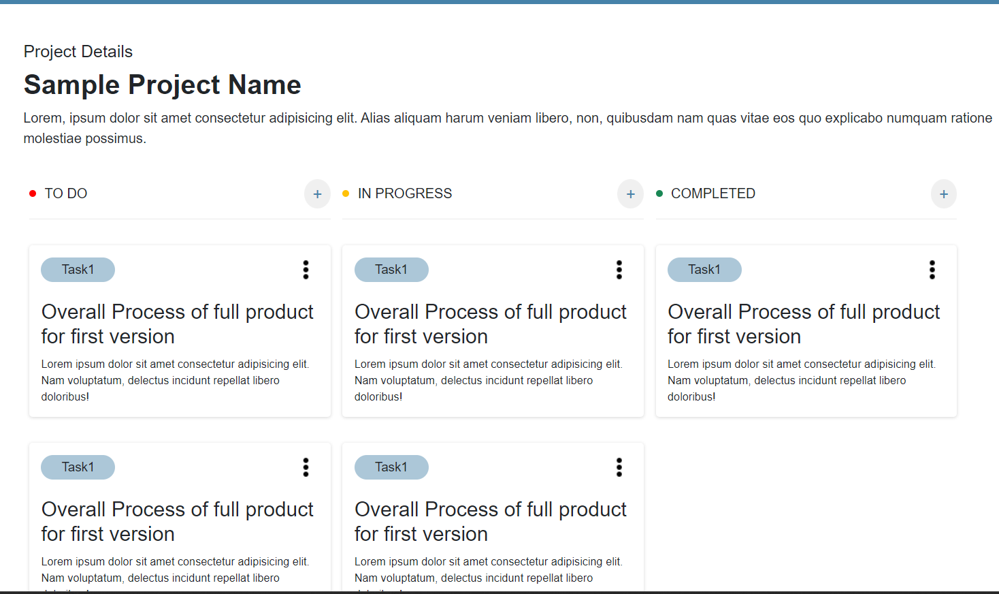 Project Details
Sample Project Name
Lorem, ipsum dolor sit amet consectetur adipisicing elit. Alias aliquam harum veniam libero, non, quibusdam nam quas vitae eos quo explicabo numquam ratione
molestiae possimus.
TO DO
+
IN PROGRESS
+
COMPLETED
+
Task1
Overall Process of full product
for first version
Lorem ipsum dolor sit amet consectetur adipisicing elit.
Nam voluptatum, delectus incidunt repellat libero
doloribus!
Task1
Overall Process of full product
for first version
Lorem ipsum dolor sit amet consectetur adipisicing elit.
Nam voluptatum, delectus incidunt repellat libero
doloribus!
Task1
Overall Process of full product
for first version
Lorem ipsum dolor sit amet consectetur adipisicing elit.
Nam voluptatum, delectus incidunt repellat libero
doloribus!
Task1
Overall Process of full product
for first version
Lorem ipsum dolor sit amet consectetur adipisicing elit.
Nam voluptatum, delectus incidunt repellat libero
Task1
Overall Process of full product
for first version
Lorem ipsum dolor sit amet consectetur adipisicing elit.
Nam voluptatum, delectus incidunt repellat libero